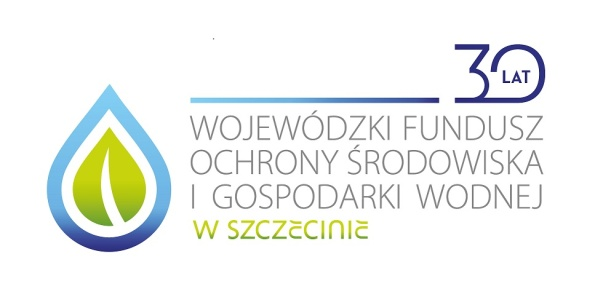 30 LAT
WOJEWÓDZKI FUNDUSZ
OCHRONY ŚRODOWISKA
I GOSPODARKI WODNEJ
W SZCZECINIE